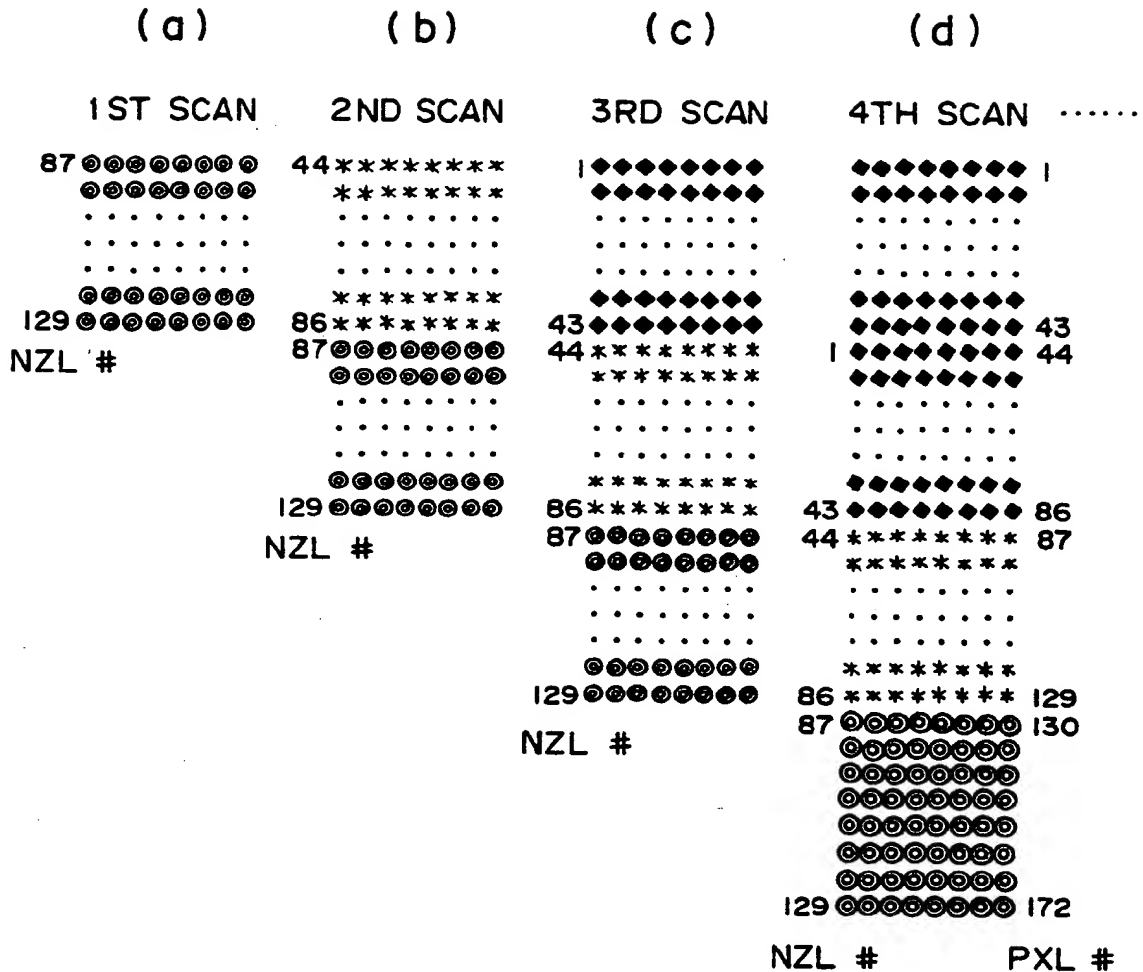 (a) (b) (c) (d)
1ST SCAN 2ND SCAN 3RD SCAN 4TH SCAN ......
87 44 1 1
129 86 43 43
87 44 1 44
NZL #
129 86 43 86
87 44 87
NZL #
129 86 129
87 130
NZL #
129 172
NZL # PXL #